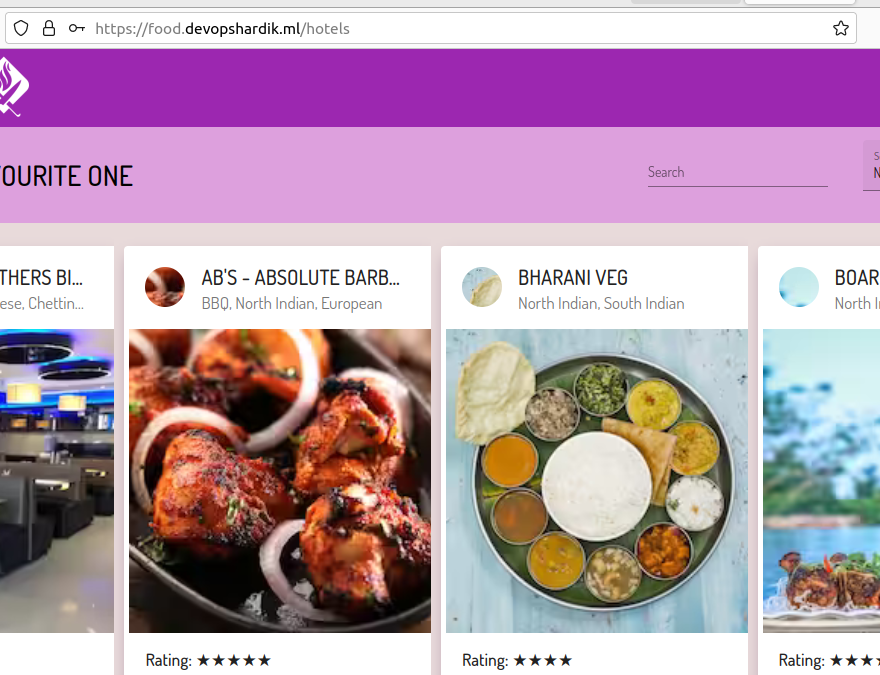 https://food.devopshardik.ml/hotels
OURITE ONE
Search
S
N
THERS BI...
AB'S - ABSOLUTE BARB...
BHARANI VEG
BOAR
ese, Chettin...
BBQ, North Indian, European
North Indian, South Indian
North I
Rating: ★★★★★
Rating: ★★★★
Rating: ★★★